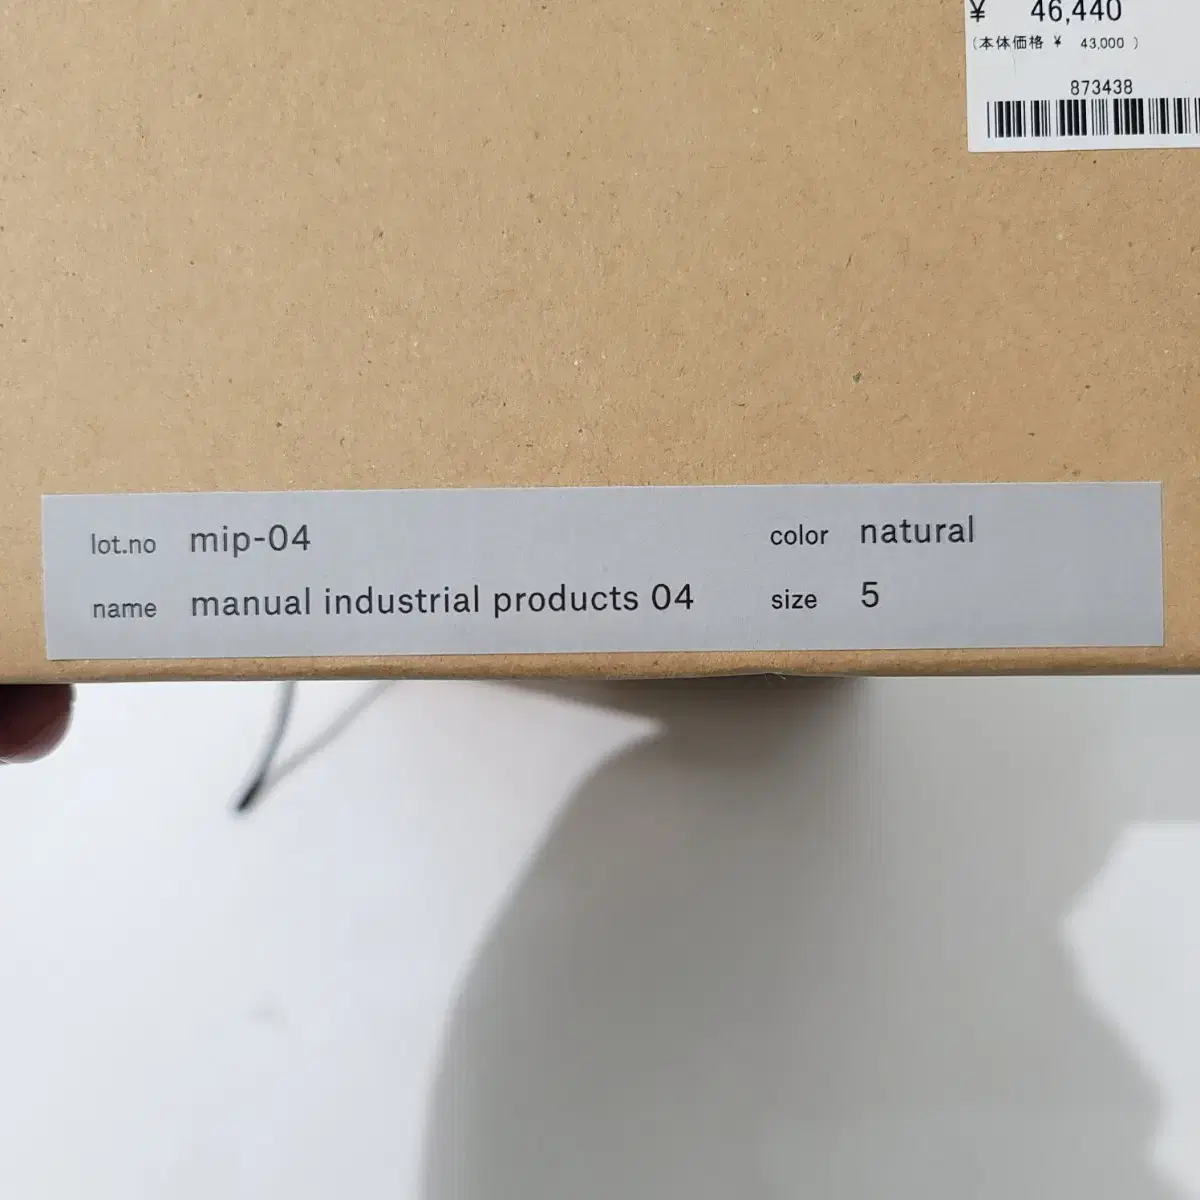 ¥ 46,440
(本体価格 ¥ 43,000 )
873438
lot.no mip-04 color natural
name manual industrial products 04 size 5